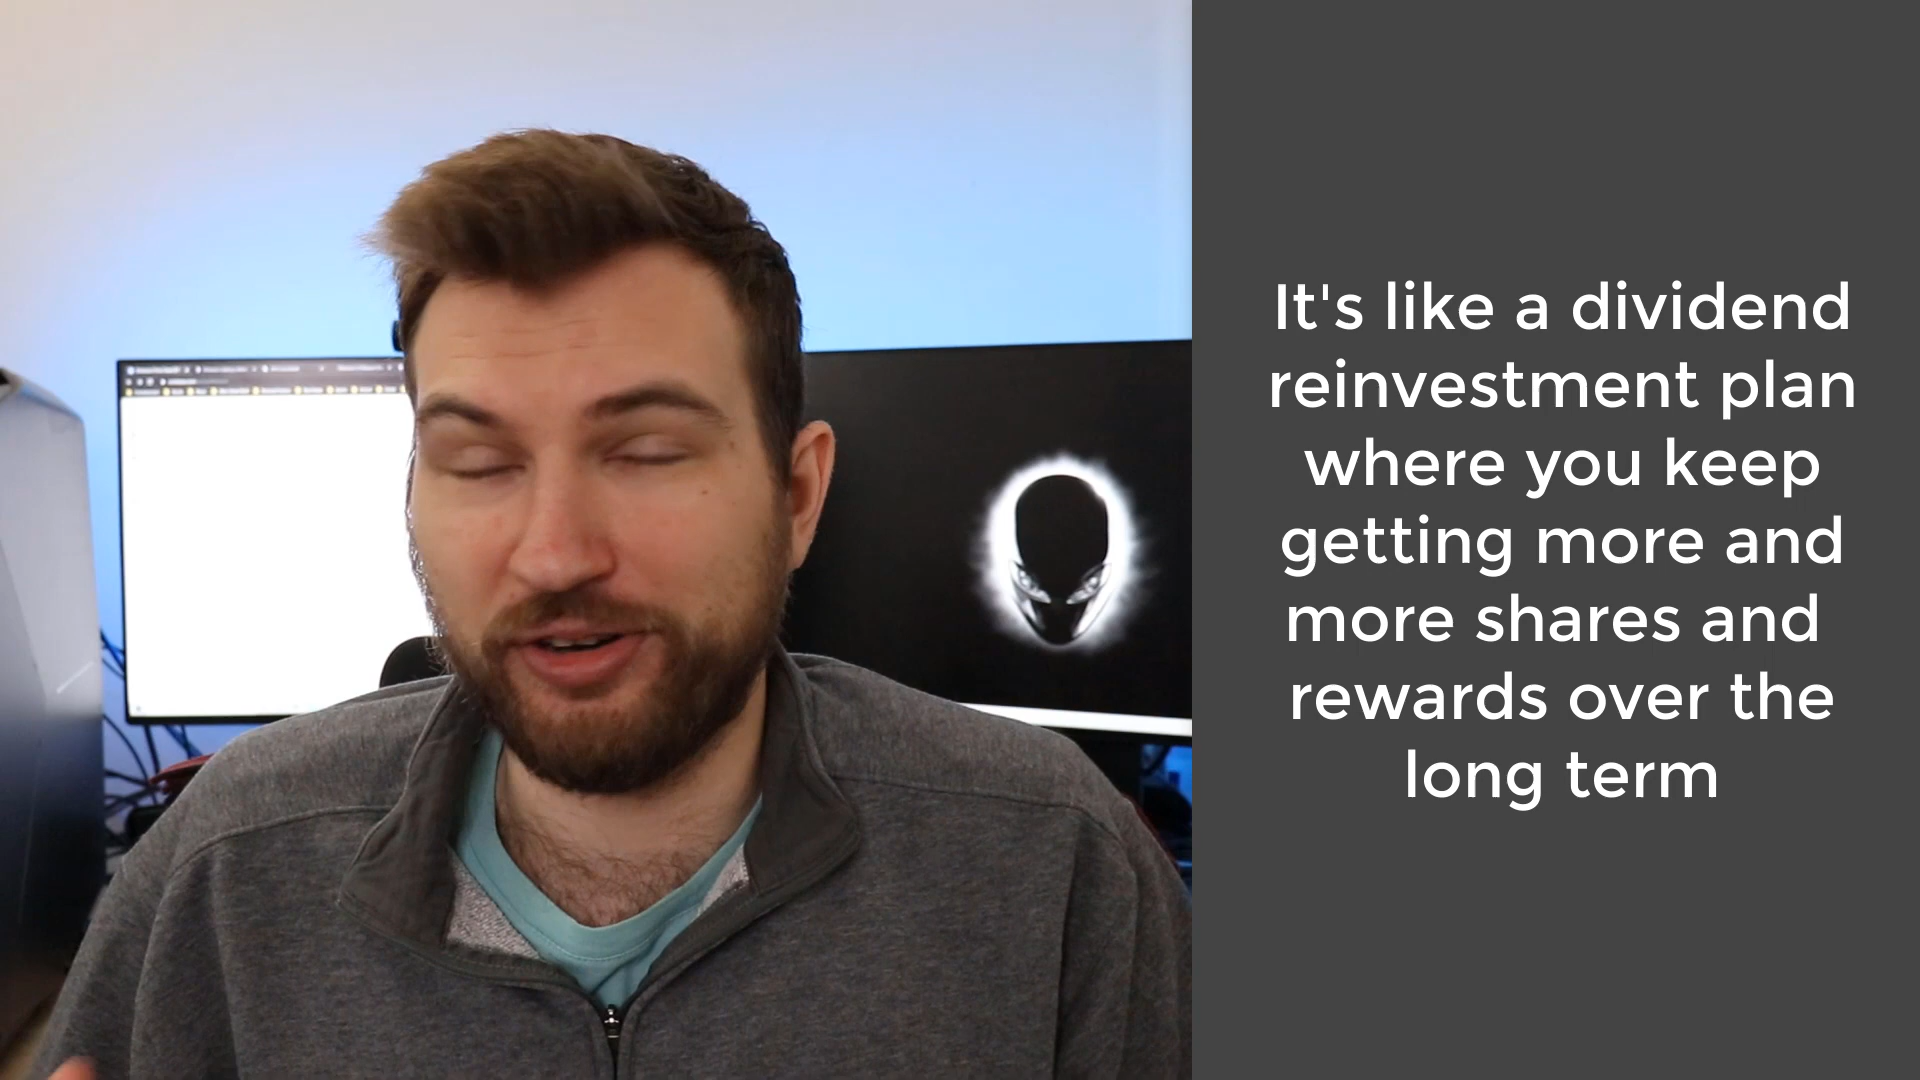 It's like a dividend
reinvestment plan
where you keep
getting more and
more shares and
rewards over the
long term